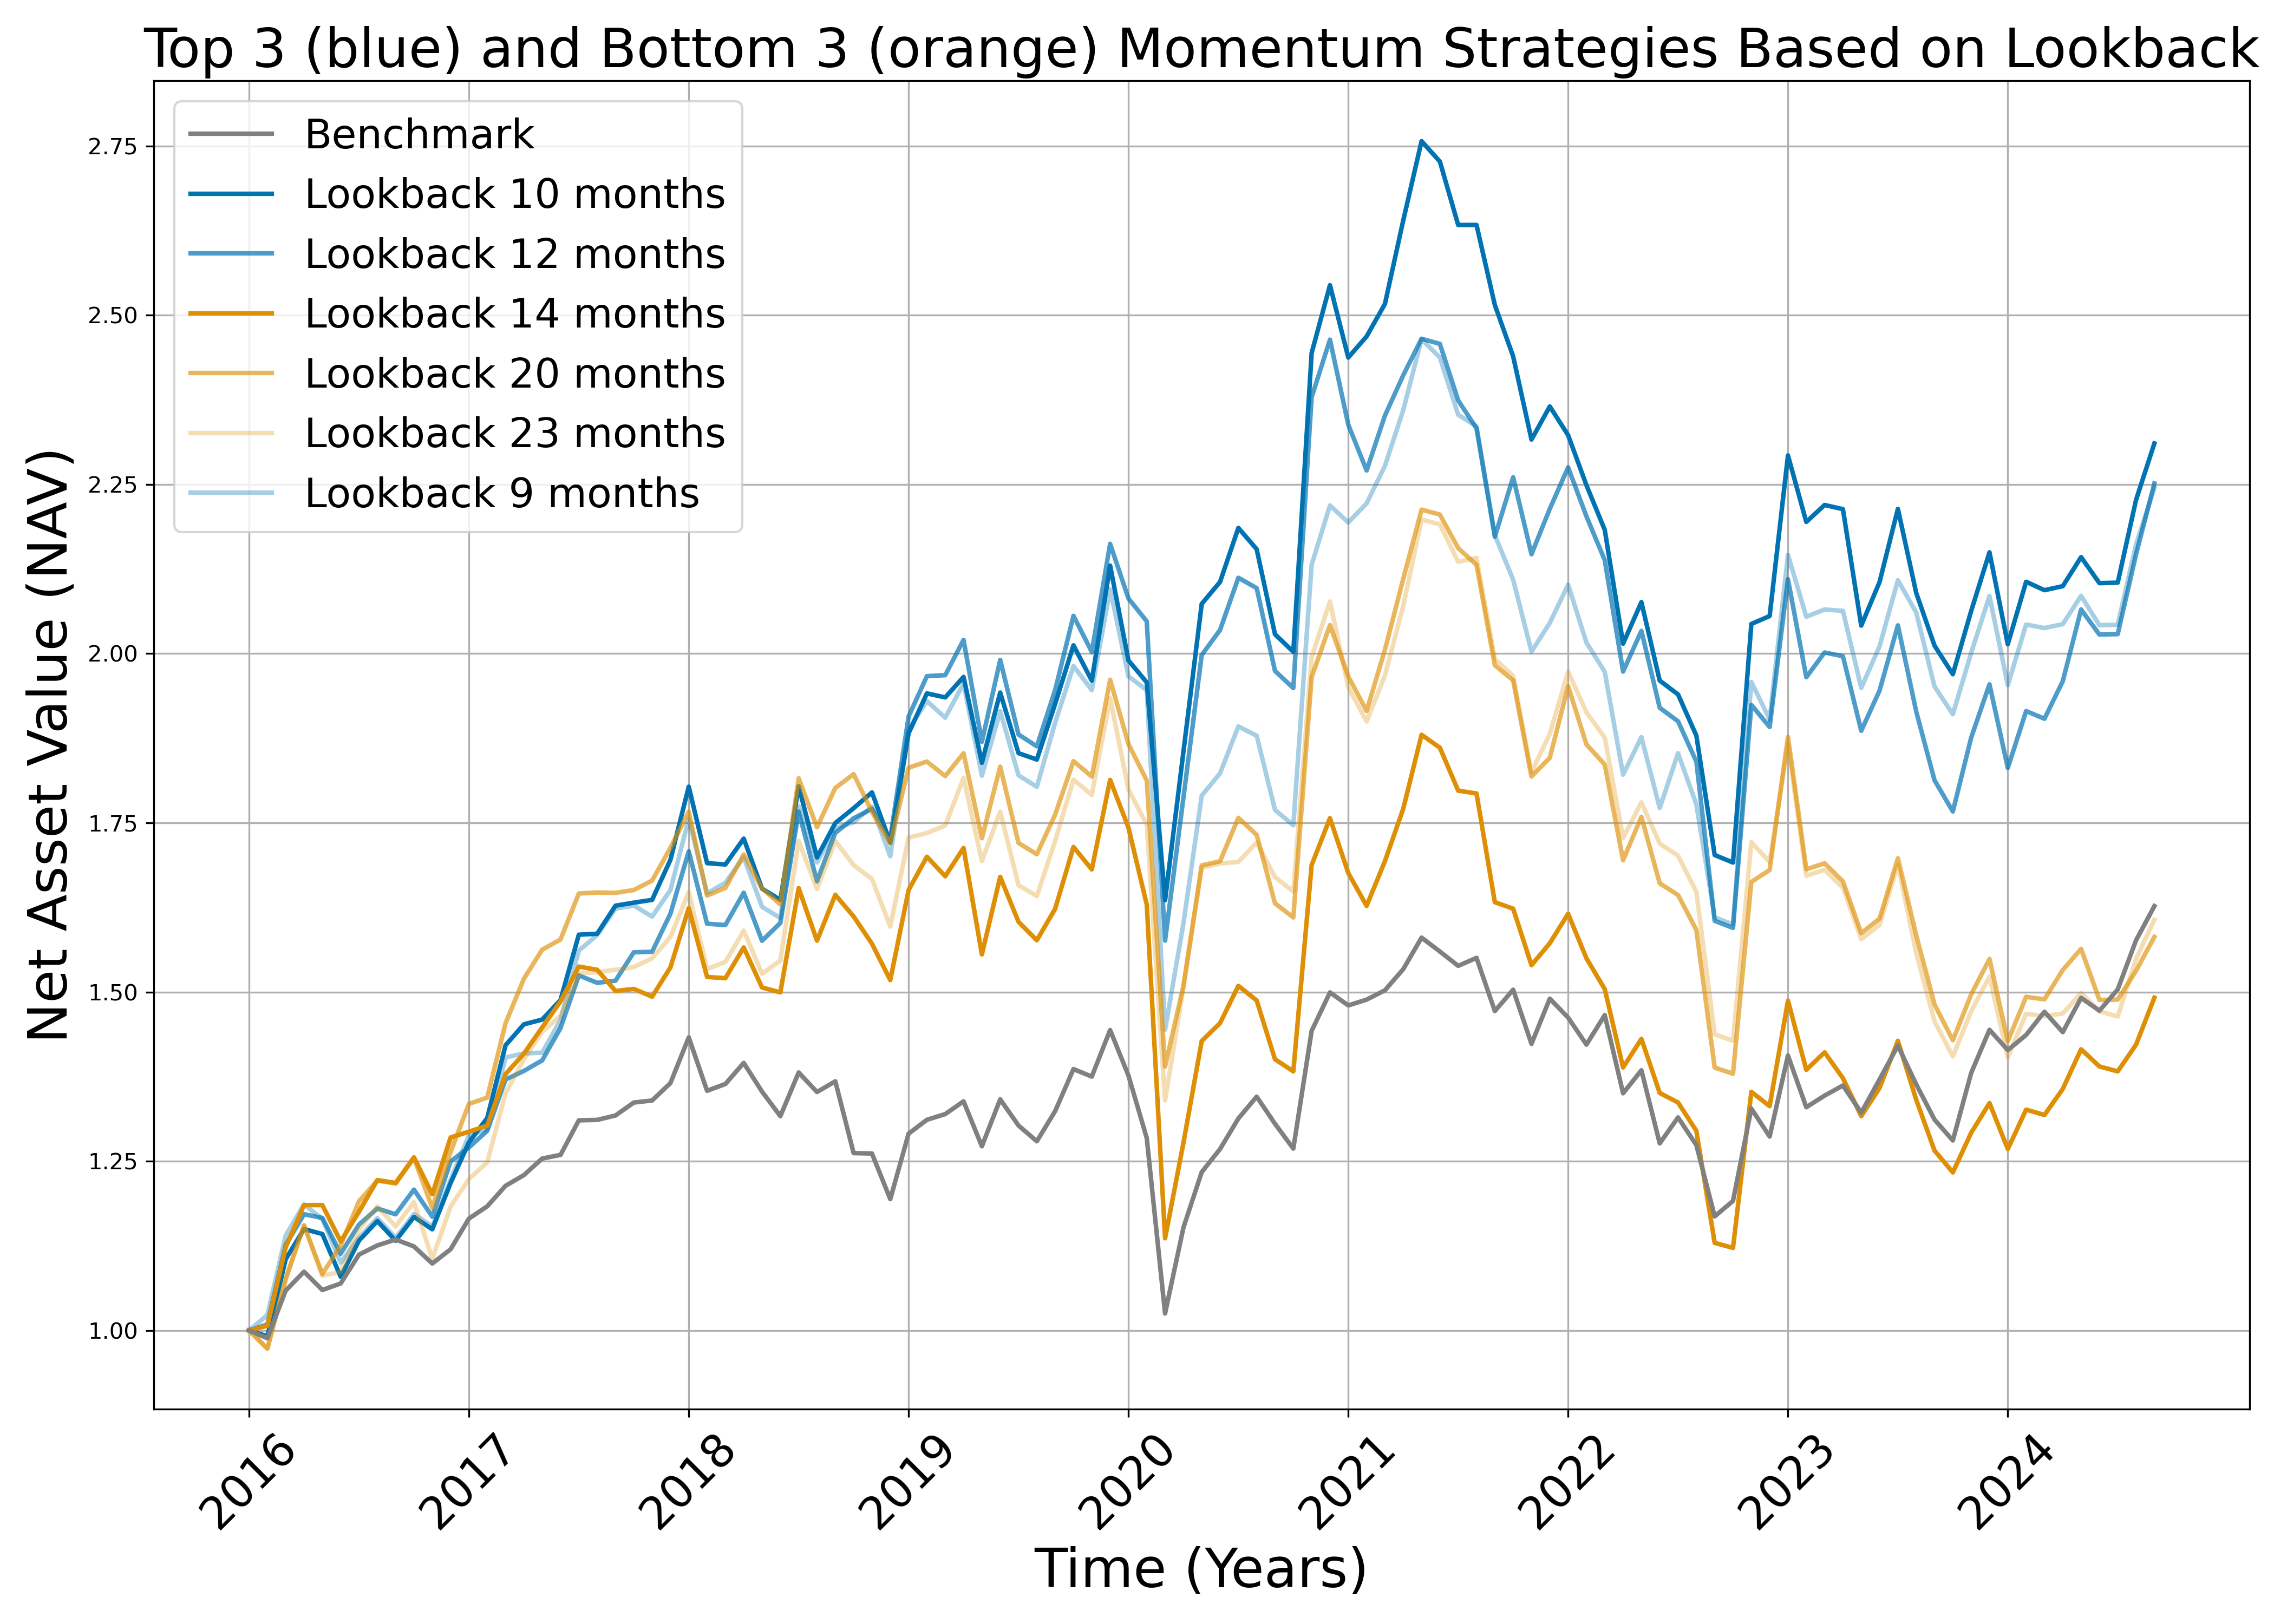 Top 3 (blue) and Bottom 3 (orange) Momentum Strategies Based on Lookback
Benchmark
Lookback 10 months
Lookback 12 months
Lookback 14 months
Lookback 20 months
Lookback 23 months
Lookback 9 months
Net Asset Value (NAV)
2.75
2.50
2.25
2.00
1.75
1.50
1.25
1.00
2016 2017 2018 2019 2020 2021 2022 2023 2024
Time (Years)